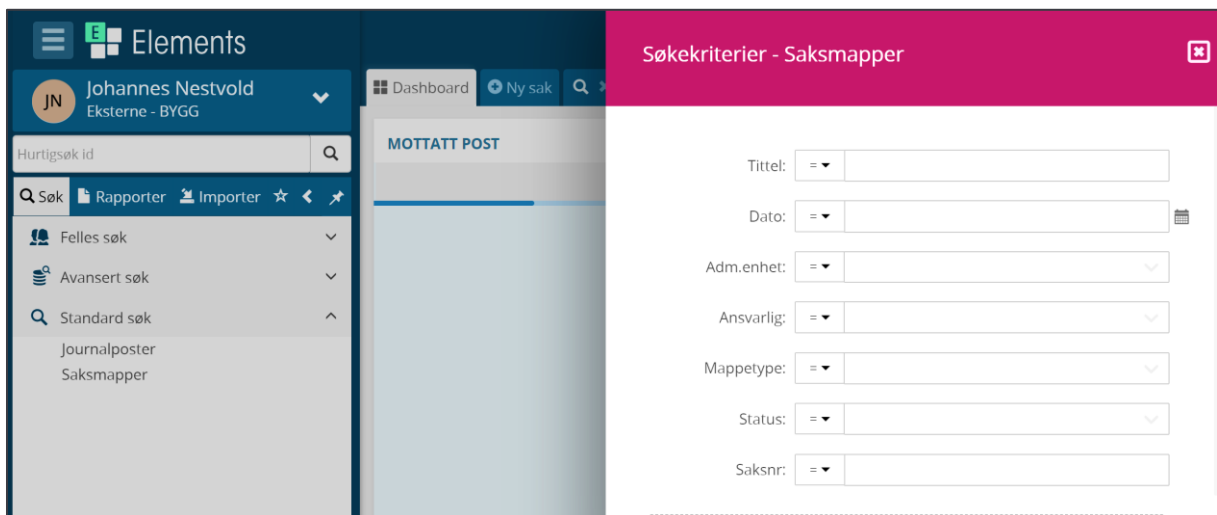 E
Elements
JN
Johannes Nestvold
Eksterne - BYGG
Hurtigsøk id
Søk Rapporter Importer
Felles søk
Avansert søk
Standard søk
Journalposter
Saksmapper
Dashboard Ny sak
MOTTATT POST
Søkekriterier - Saksmapper
Tittel: =
Dato: =
Adm.enhet: =
Ansvarlig: =
Mappetype: =
Status: =
Saksnr: =